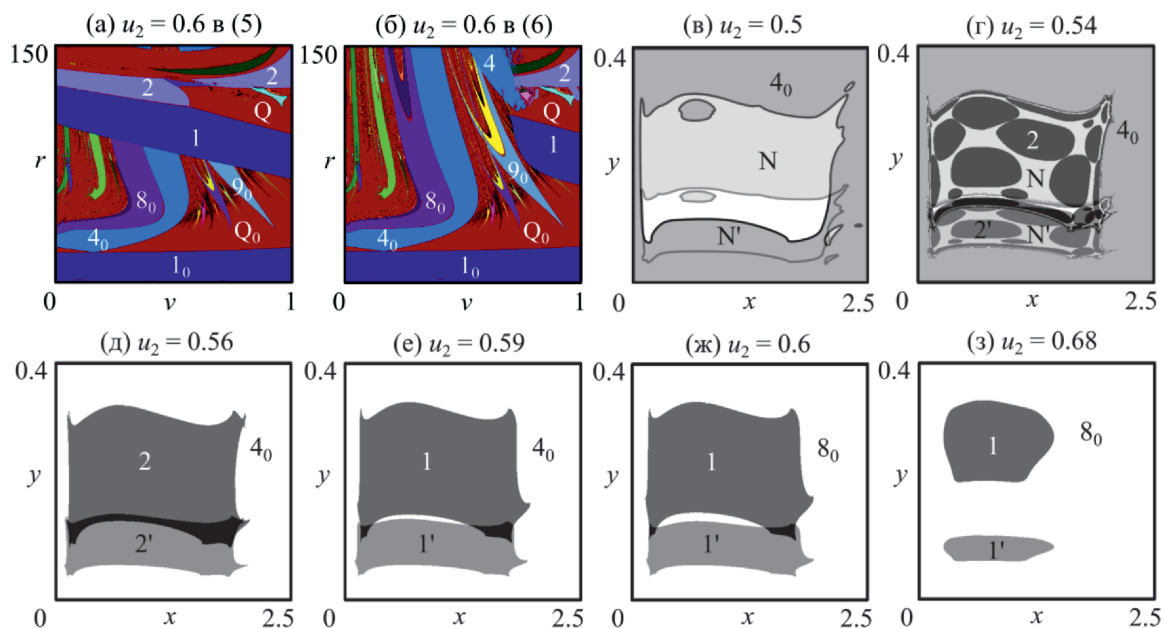 (а) u₂ = 0.6 в (5)
(б) u₂ = 0.6 в (6)
(в) u₂ = 0.5
(г) u₂ = 0.54
150
r
0
v
1
2
1
Q
8₀
9₀
4₀
Q₀
1₀
150
r
0
v
1
4
2
Q
1
9₀
8₀
4₀
Q₀
1₀
0.4
y
0
x
2.5
4₀
N
N'
0.4
y
0
x
2.5
2
4₀
N
2'
N'
(д) u₂ = 0.56
(е) u₂ = 0.59
(ж) u₂ = 0.6
(з) u₂ = 0.68
0.4
y
0
x
2.5
2
4₀
2'
0.4
y
0
x
2.5
1
4₀
1'
0.4
y
0
x
2.5
1
8₀
1'
0.4
y
0
x
2.5
1
8₀
1'